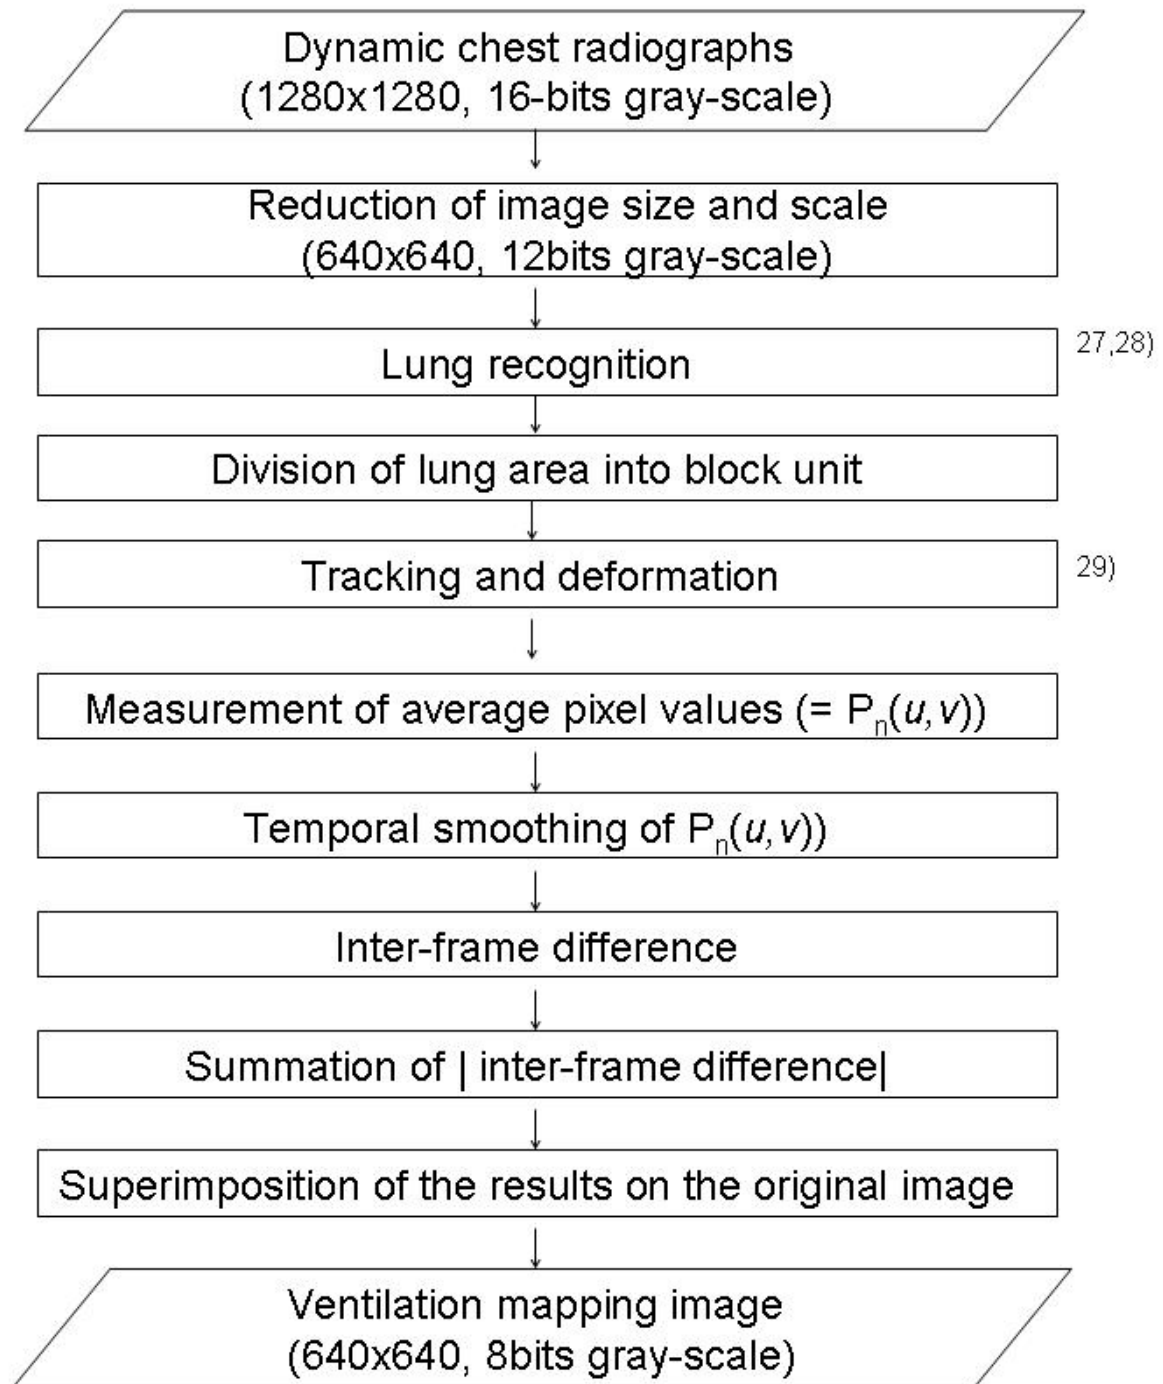 Dynamic chest radiographs
(1280x1280, 16-bits gray-scale)
Reduction of image size and scale
(640x640, 12bits gray-scale)
Lung recognition
27,28)
Division of lung area into block unit
Tracking and deformation
29)
Measurement of average pixel values (= Pn(u,v))
Temporal smoothing of Pn(u,v))
Inter-frame difference
Summation of | inter-frame difference|
Superimposition of the results on the original image
Ventilation mapping image
(640x640, 8bits gray-scale)